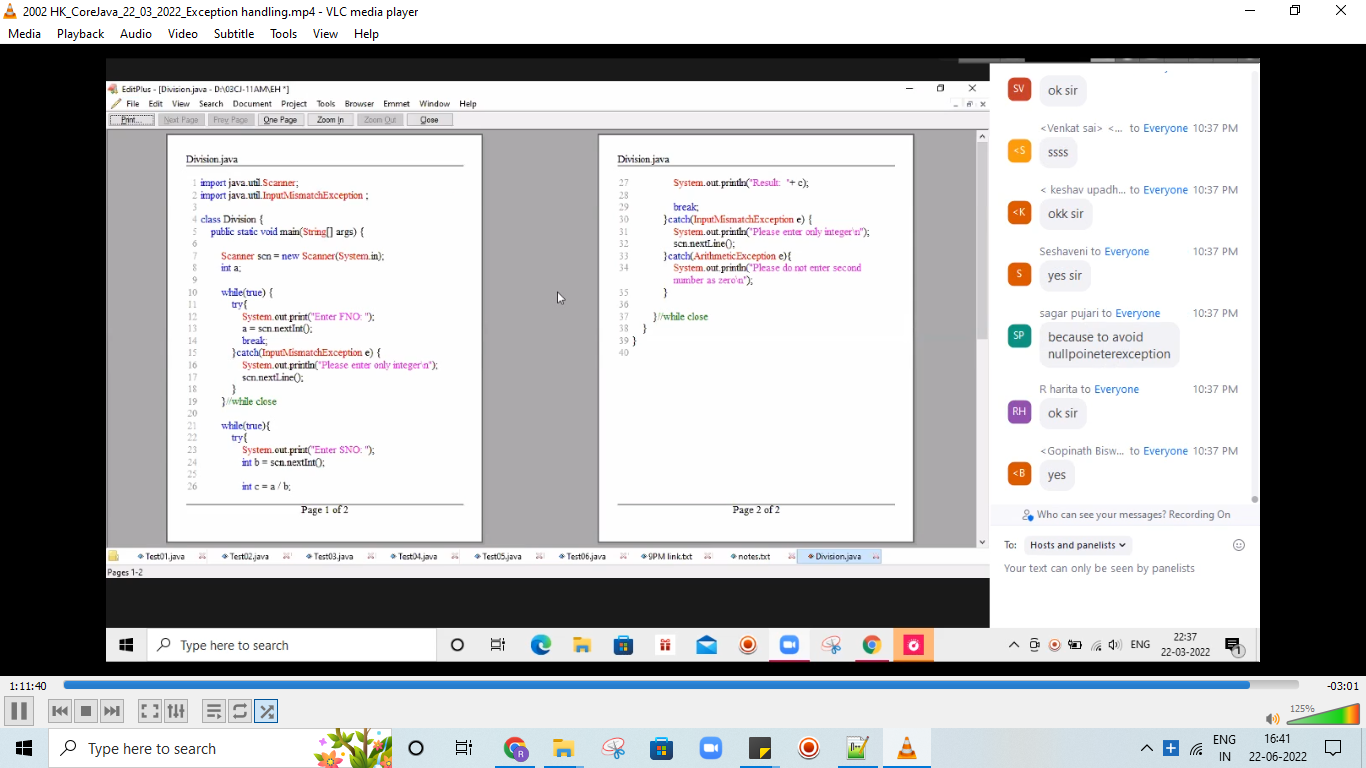 2002 HK_CoreJava_22_03_2022_Exception handling.mp4 - VLC media player
Media Playback Audio Video Subtitle Tools View Help
EditPlus - [Division.java - D:\03CJ-11AM\EH *]
File Edit View Search Document Project Tools Browser Emmet Window Help
Print... Next Page Prev Page One Page Zoom In Zoom Out Close
Division.java
1 import java.util.Scanner;
2 import java.util.InputMismatchException ;
3
4 class Division {
5 public static void main(String[] args) {
6
7 Scanner scn = new Scanner(System.in);
8 int a;
9
10 while(true) {
11 try{
12 System.out.print("Enter FNO: ");
13 a = scn.nextInt();
14 break;
15 }catch(InputMismatchException e) {
16 System.out.println("Please enter only integer\n");
17 scn.nextLine();
18 }
19 }//while close
20
21 while(true){
22 try{
23 System.out.print("Enter SNO: ");
24 int b = scn.nextInt();
25
26 int c = a / b;
Page 1 of 2
Division.java
27 System.out.println("Result: "+ c);
28
29 break;
30 }catch(InputMismatchException e) {
31 System.out.println("Please enter only integer\n");
32 scn.nextLine();
33 }catch(ArithmeticException e){
34 System.out.println("Please do not enter second
number as zero\n");
35 }
36
37 }//while close
38 }
39 }
40
Page 2 of 2
Test01.java Test02.java Test03.java Test04.java Test05.java Test06.java 9PM link.txt notes.txt Division.java
Pages 1-2
SV ok sir
<Venkat sai> <... to Everyone 10:37 PM
<S ssss
< keshav upadh... to Everyone 10:37 PM
<K okk sir
Seshaveni to Everyone 10:37 PM
S yes sir
sagar pujari to Everyone 10:37 PM
SP because to avoid
nullpoineterexception
R harita to Everyone 10:37 PM
RH ok sir
<Gopinath Bisw... to Everyone 10:37 PM
<B yes
Who can see your messages? Recording On
To: Hosts and panelists
Your text can only be seen by panelists
Type here to search
ENG
22:37
22-03-2022
1
1:11:40
-03:01
125%
Type here to search
R
ENG
IN
16:41
22-06-2022